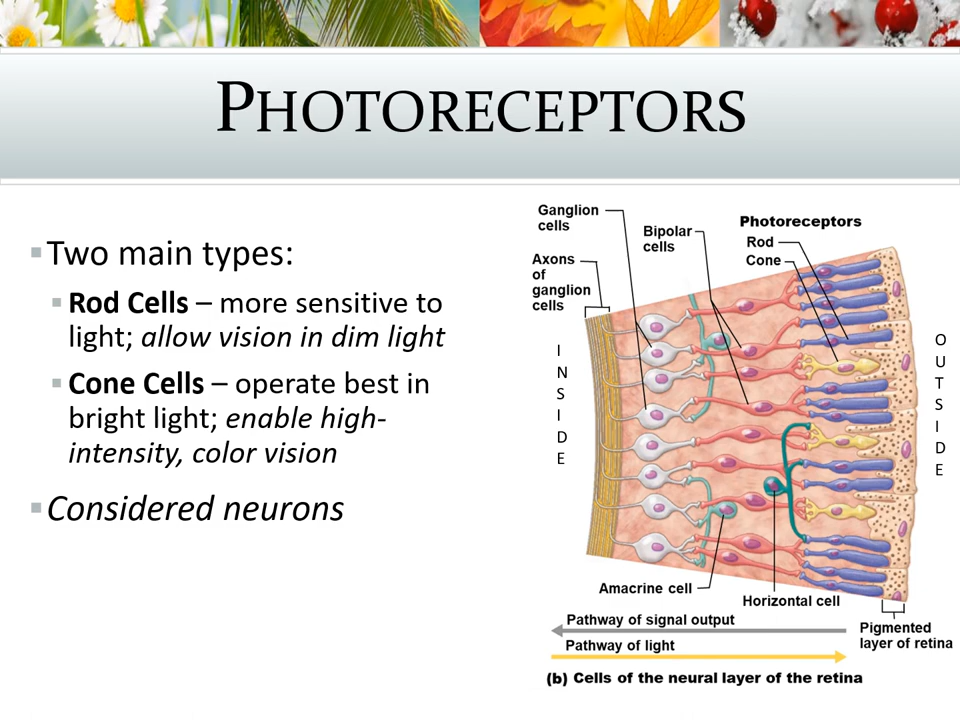 PHOTORECEPTORS
▪Two main types:
▪Rod Cells – more sensitive to
light; allow vision in dim light
▪Cone Cells – operate best in
bright light; enable high-
intensity, color vision
▪Considered neurons
Ganglion
cells
Bipolar
cells
Photoreceptors
Rod
Cone
Axons
of
ganglion
cells
INSIDE
OUTSIDE
Amacrine cell
Horizontal cell
Pathway of signal output
Pathway of light
Pigmented
layer of retina
(b) Cells of the neural layer of the retina